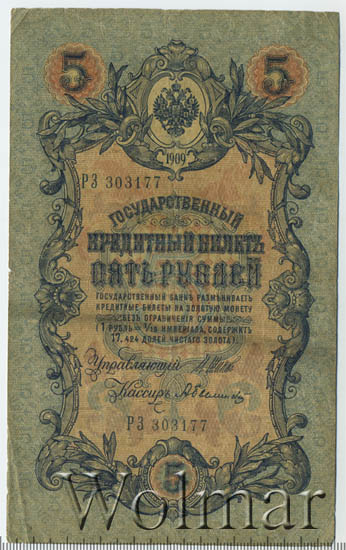 5 5
1909
РЗ 303177
ГОСУДАРСТВЕННЫЙ
КРЕДИТНЫЙ БИЛЕТЪ
ПЯТЬ РУБЛЕЙ
ГОСУДАРСТВЕННЫЙ БАНКЪ РАЗМѢНИВАЕТЪ
КРЕДИТНЫЕ БИЛЕТЫ НА ЗОЛОТУЮ МОНЕТУ
БЕЗЪ ОГРАНИЧЕНІЯ СУММЫ
(1 РУБЛЬ = 1/15 ИМПЕРІАЛА, СОДЕРЖИТЪ
17,424 ДОЛЕЙ ЧИСТАГО ЗОЛОТА).
Управляющій
Кассиръ
РЗ 303177
5
Wolmar